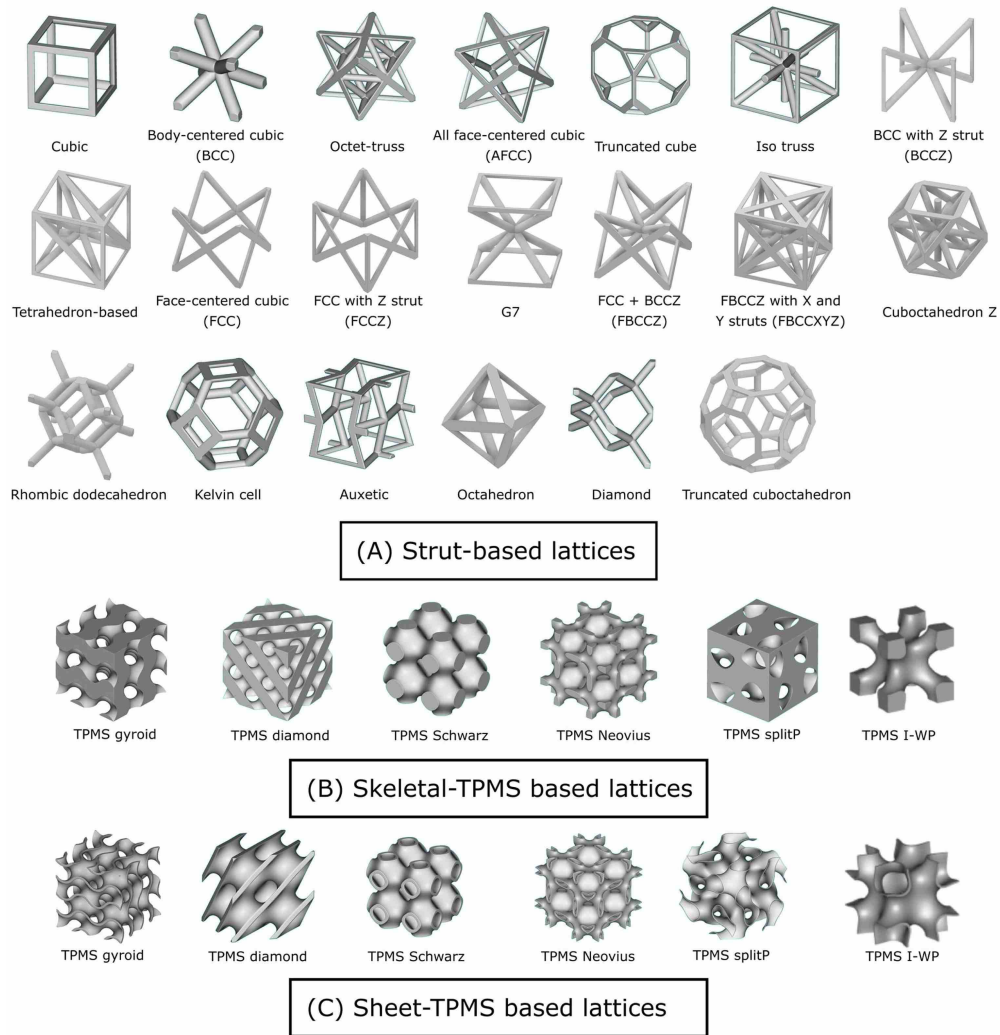 Cubic
Body-centered cubic
(BCC)
Octet-truss
All face-centered cubic
(AFCC)
Truncated cube
Iso truss
BCC with Z strut
(BCCZ)
Tetrahedron-based
Face-centered cubic
(FCC)
FCC with Z strut
(FCCZ)
G7
FCC + BCCZ
(FBCCZ)
FBCCZ with X and
Y struts (FBCCXYZ)
Cuboctahedron Z
Rhombic dodecahedron
Kelvin cell
Auxetic
Octahedron
Diamond
Truncated cuboctahedron
(A) Strut-based lattices
TPMS gyroid
TPMS diamond
TPMS Schwarz
TPMS Neovius
TPMS splitP
TPMS I-WP
(B) Skeletal-TPMS based lattices
TPMS gyroid
TPMS diamond
TPMS Schwarz
TPMS Neovius
TPMS splitP
TPMS I-WP
(C) Sheet-TPMS based lattices